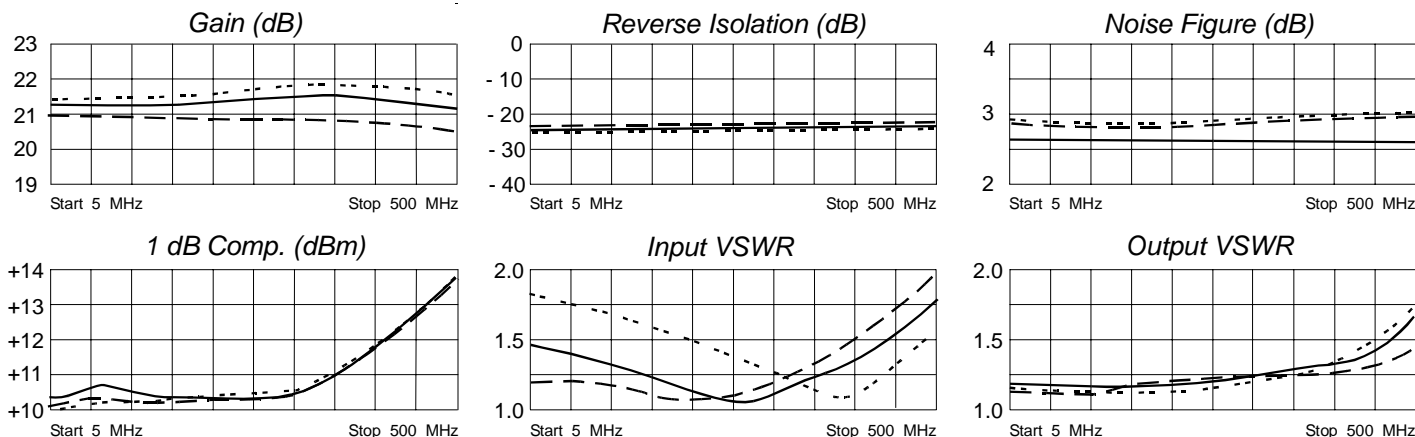 Gain (dB)
23
22
21
20
19
Start 5 MHz
Stop 500 MHz
Reverse Isolation (dB)
0
- 10
- 20
- 30
- 40
Start 5 MHz
Stop 500 MHz
Noise Figure (dB)
4
3
2
Start 5 MHz
Stop 500 MHz
1 dB Comp. (dBm)
+14
+13
+12
+11
+10
Start 5 MHz
Stop 500 MHz
Input VSWR
2.0
1.5
1.0
Start 5 MHz
Stop 500 MHz
Output VSWR
2.0
1.5
1.0
Start 5 MHz
Stop 500 MHz